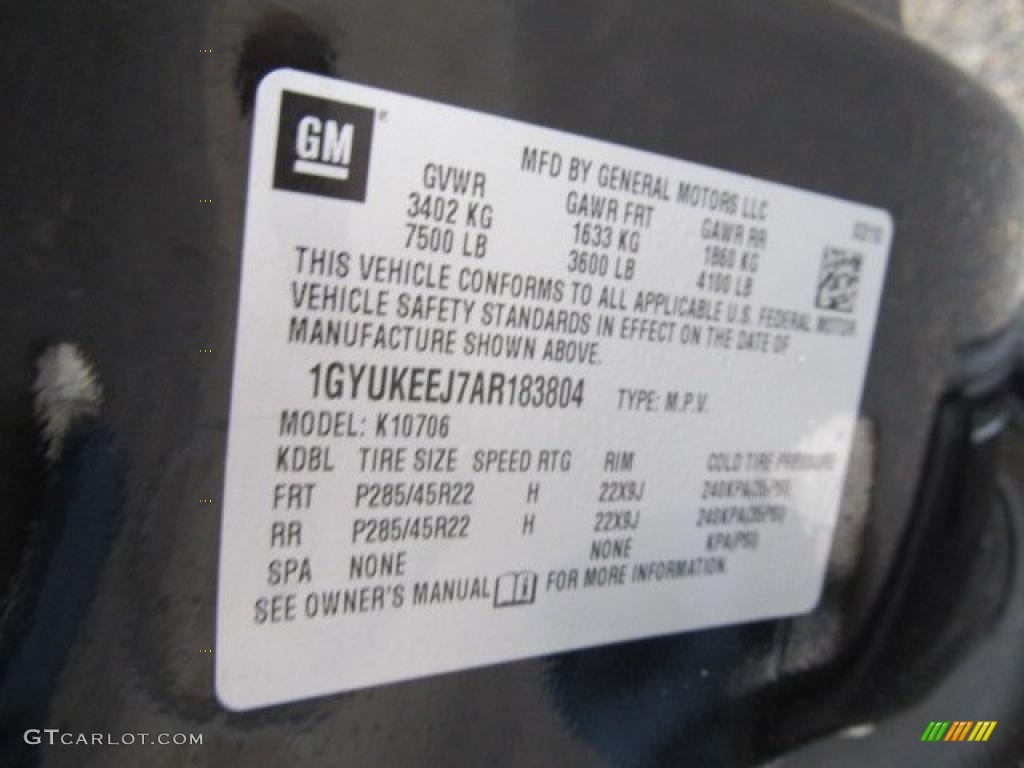 GM
MFD BY GENERAL MOTORS LLC
GVWR GAWR FRT GAWR RR
3402 KG 1633 KG 1860 KG
7500 LB 3600 LB 4100 LB
THIS VEHICLE CONFORMS TO ALL APPLICABLE U.S. FEDERAL MOTOR
VEHICLE SAFETY STANDARDS IN EFFECT ON THE DATE OF
MANUFACTURE SHOWN ABOVE.
1GYUKEEJ7AR183804 TYPE: M.P.V.
MODEL: K10706
KDBL TIRE SIZE SPEED RTG RIM COLD TIRE PRESSURE
FRT P285/45R22 H 22X9J 240KPA(35PSI)
RR P285/45R22 H 22X9J 240KPA(35PSI)
SPA NONE NONE KPA(PSI)
SEE OWNER'S MANUAL FOR MORE INFORMATION.
GTCARLOT.COM